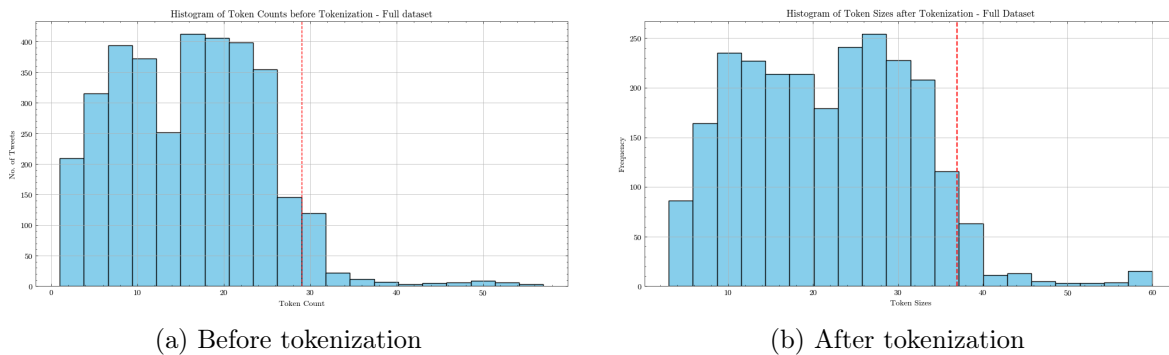 Histogram of Token Counts before Tokenization - Full dataset
No. of Tweets
400
350
300
250
200
150
100
50
0
0 10 20 30 40 50
Token Count
(a) Before tokenization
Histogram of Token Sizes after Tokenization - Full Dataset
Frequency
250
200
150
100
50
0
10 20 30 40 50 60
Token Sizes
(b) After tokenization